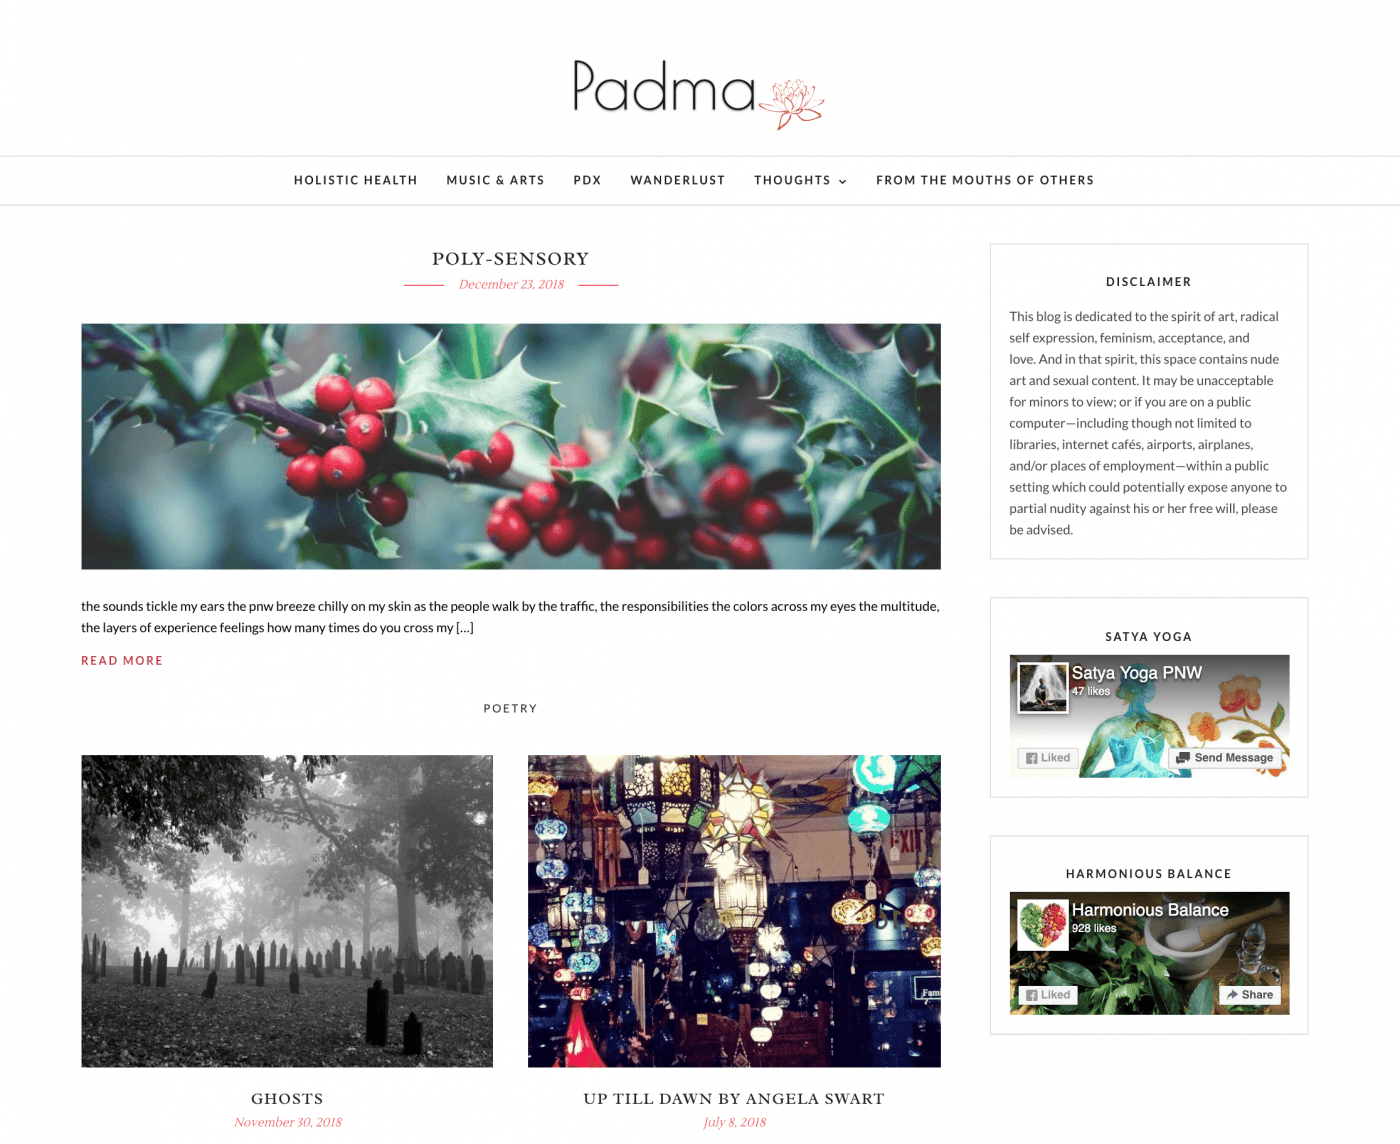 Padma
HOLISTIC HEALTH MUSIC & ARTS PDX WANDERLUST THOUGHTS FROM THE MOUTHS OF OTHERS
POLY-SENSORY
December 23, 2018
the sounds tickle my ears the pnw breeze chilly on my skin as the people walk by the traffic, the responsibilities the colors across my eyes the multitude,
the layers of experience feelings how many times do you cross my [...]
READ MORE
POETRY
EXIT
Fami
GHOSTS
November 30, 2018
UP TILL DAWN BY ANGELA SWART
July 8, 2018
DISCLAIMER
This blog is dedicated to the spirit of art, radical
self expression, feminism, acceptance, and
love. And in that spirit, this space contains nude
art and sexual content. It may be unacceptable
for minors to view; or if you are on a public
computer—including though not limited to
libraries, internet cafés, airports, airplanes,
and/or places of employment—within a public
setting which could potentially expose anyone to
partial nudity against his or her free will, please
be advised.
SATYA YOGA
Satya Yoga PNW
47 likes
Liked Send Message
HARMONIOUS BALANCE
Harmonious Balance
928 likes
Liked Share